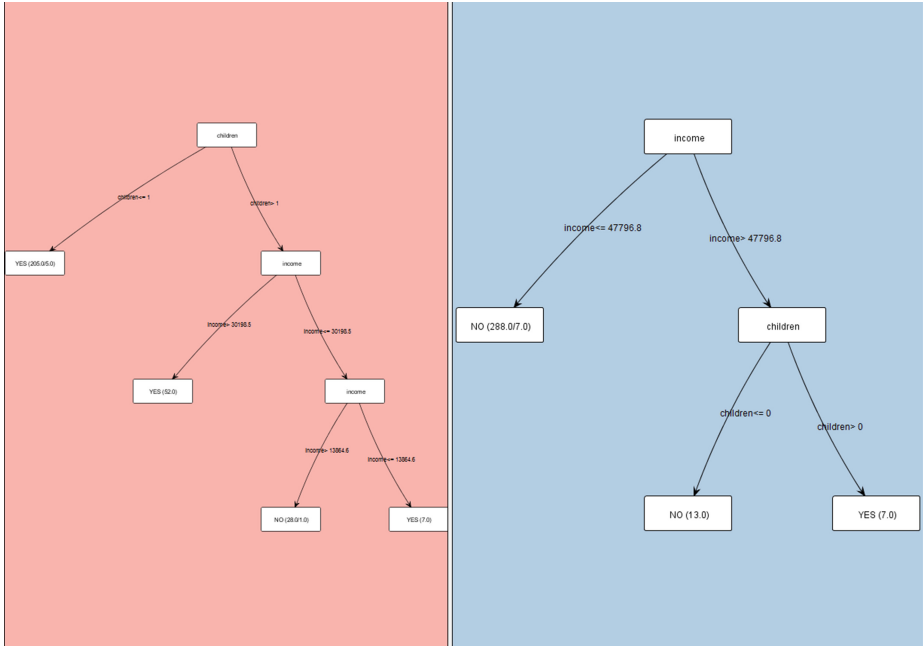 children
children<= 1
children> 1
YES (205.0/5.0)
income
income> 30198.5
income<= 30198.5
YES (52.0)
income
income> 13864.6
income<= 13864.6
NO (28.0/1.0)
YES (7.0)
income
income<= 47796.8
income> 47796.8
NO (288.0/7.0)
children
children<= 0
children> 0
NO (13.0)
YES (7.0)